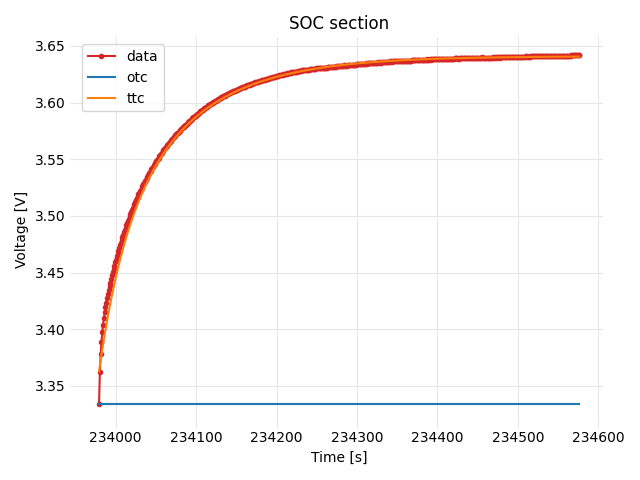 SOC section
data
otc
ttc
Voltage [V]
3.65
3.60
3.55
3.50
3.45
3.40
3.35
234000 234100 234200 234300 234400 234500 234600
Time [s]